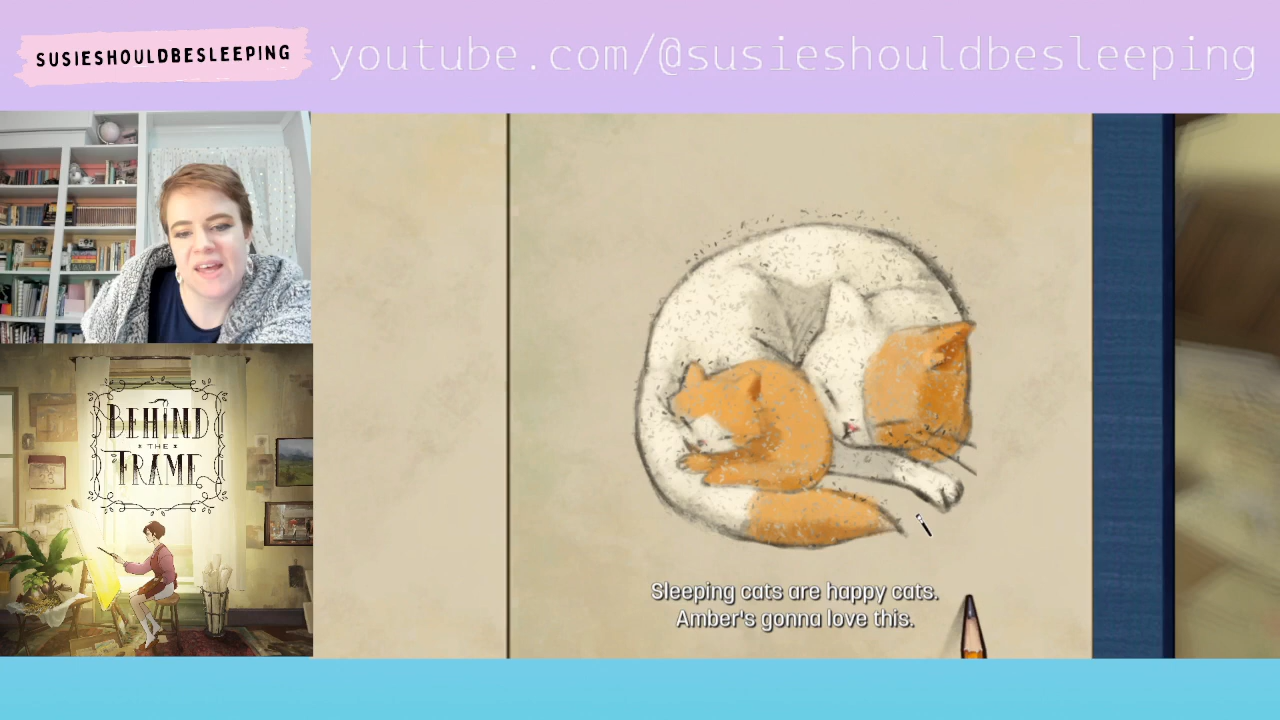 SUSIESHOULDBESLEEPING
youtube.com/@susieshouldbesleeping
BEHIND
THE
FRAME
Sleeping cats are happy cats.
Amber's gonna love this.